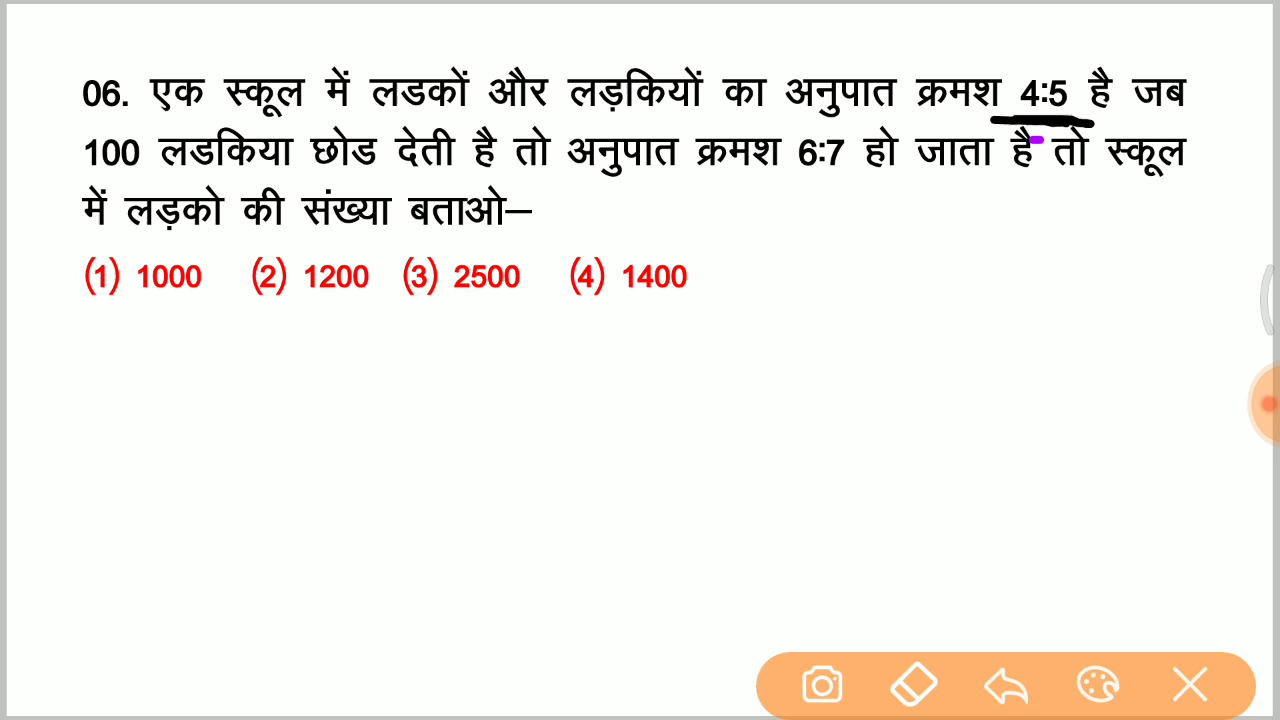 06. एक स्कूल में लडकों और लड़कियों का अनुपात क्रमश 4:5 है जब
100 लडकिया छोड देती है तो अनुपात क्रमश 6:7 हो जाता है तो स्कूल
में लड़को की संख्या बताओ–
(1) 1000 (2) 1200 (3) 2500 (4) 1400